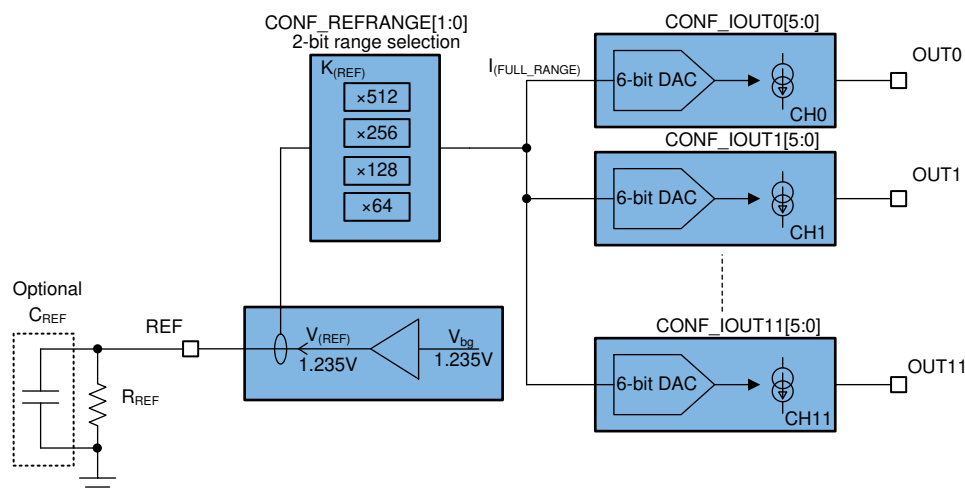 CONF_REFRANGE[1:0]
2-bit range selection
K(REF)
×512
×256
×128
×64
I(FULL_RANGE)
CONF_IOUT0[5:0]
6-bit DAC
CH0
OUT0
CONF_IOUT1[5:0]
6-bit DAC
CH1
OUT1
CONF_IOUT11[5:0]
6-bit DAC
CH11
OUT11
Optional
CREF
RREF
REF
V(REF)
1.235V
Vbg
1.235V